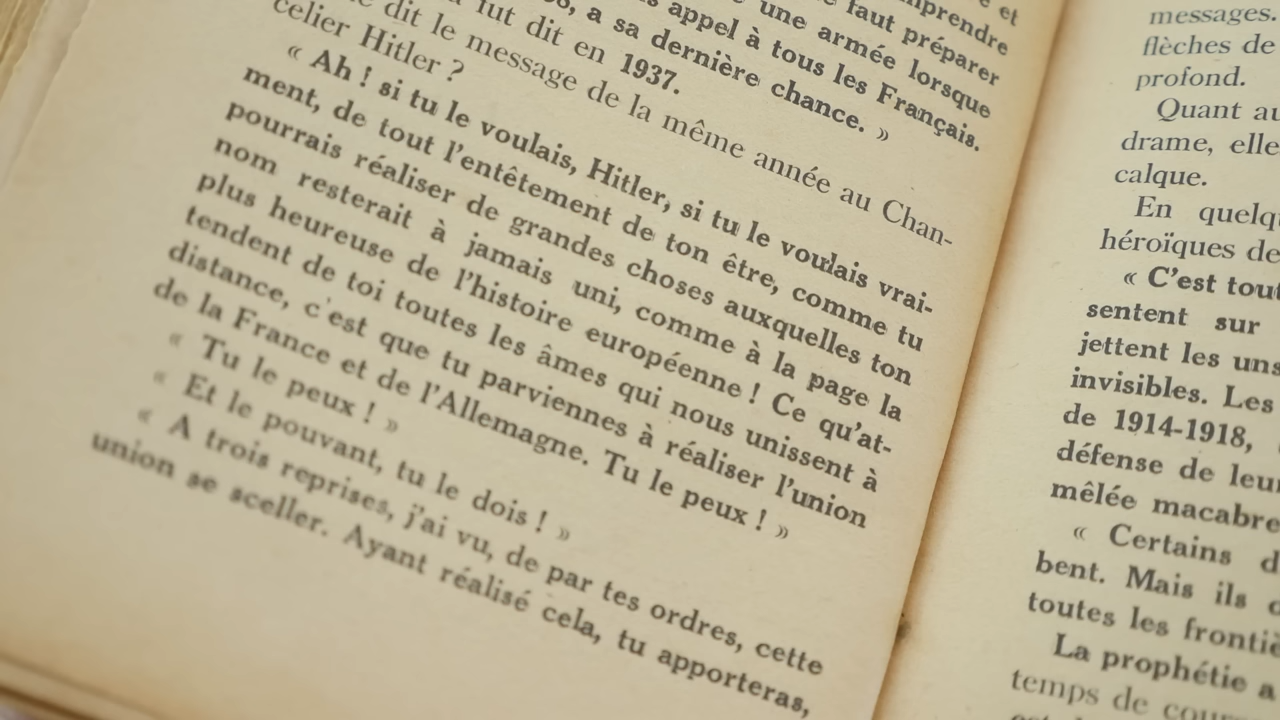 et
mprendre
faut préparer
une armée lorsque
appel à tous les Français.
, a sa dernière chance. »
fut dit en 1937.
dit le message de la même année au Chan-
celier Hitler ?
« Ah ! si tu le voulais, Hitler, si tu le voulais vrai-
ment, de tout l'entêtement de ton être, comme tu
pourrais réaliser de grandes choses auxquelles ton
nom resterait à jamais uni, comme à la page la
plus heureuse de l'histoire européenne ! Ce qu'at-
tendent de toi toutes les âmes qui nous unissent à
distance, c'est que tu parviennes à réaliser l'union
de la France et de l'Allemagne. Tu le peux ! »
« Tu le peux ! »
« Et le pouvant, tu le dois ! »
« A trois reprises, j'ai vu, de par tes ordres, cette
union se sceller. Ayant réalisé cela, tu apporteras,
messages.
flèches de
profond.
Quant au
drame, elle
calque.
En quelq
héroïques de
« C'est tout
sentent sur
jettent les uns
invisibles. Les
de 1914-1918,
défense de leur
mêlée macabre
« Certains d
bent. Mais ils
toutes les frontiè
La prophétie a
temps de cour